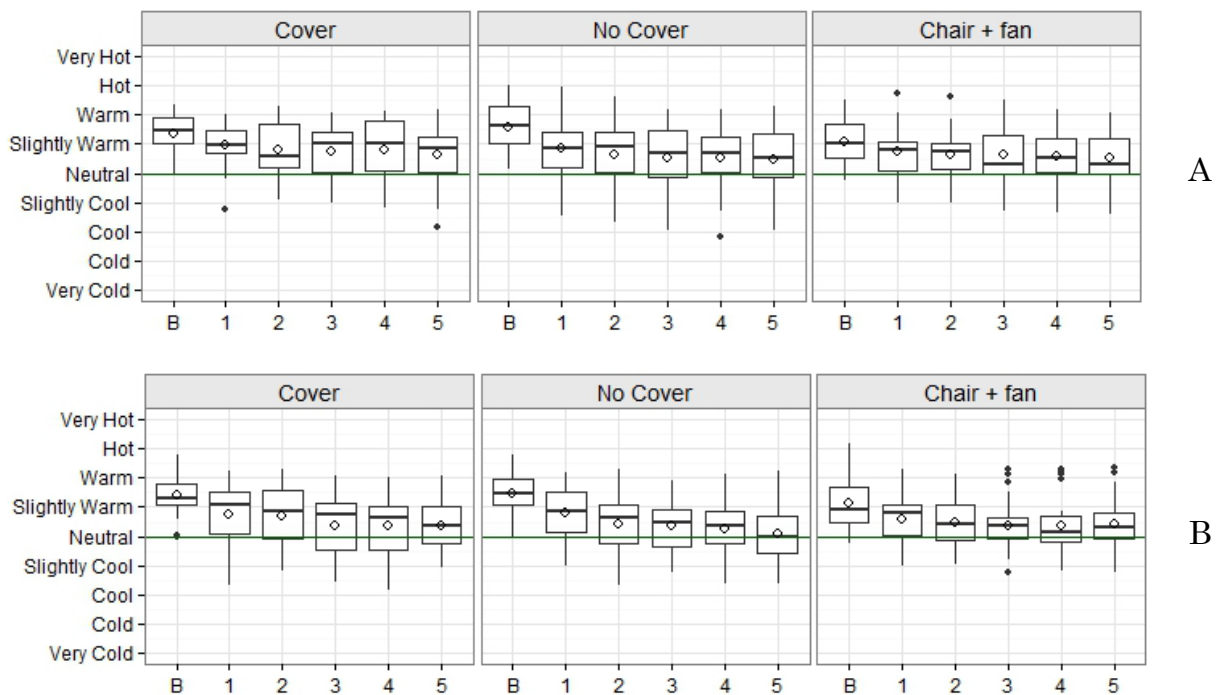 Cover No Cover Chair + fan
Very Hot
Hot
Warm
Slightly Warm
Neutral
Slightly Cool
Cool
Cold
Very Cold
A
B 1 2 3 4 5 B 1 2 3 4 5 B 1 2 3 4 5
Cover No Cover Chair + fan
Very Hot
Hot
Warm
Slightly Warm
Neutral
Slightly Cool
Cool
Cold
Very Cold
B
B 1 2 3 4 5 B 1 2 3 4 5 B 1 2 3 4 5